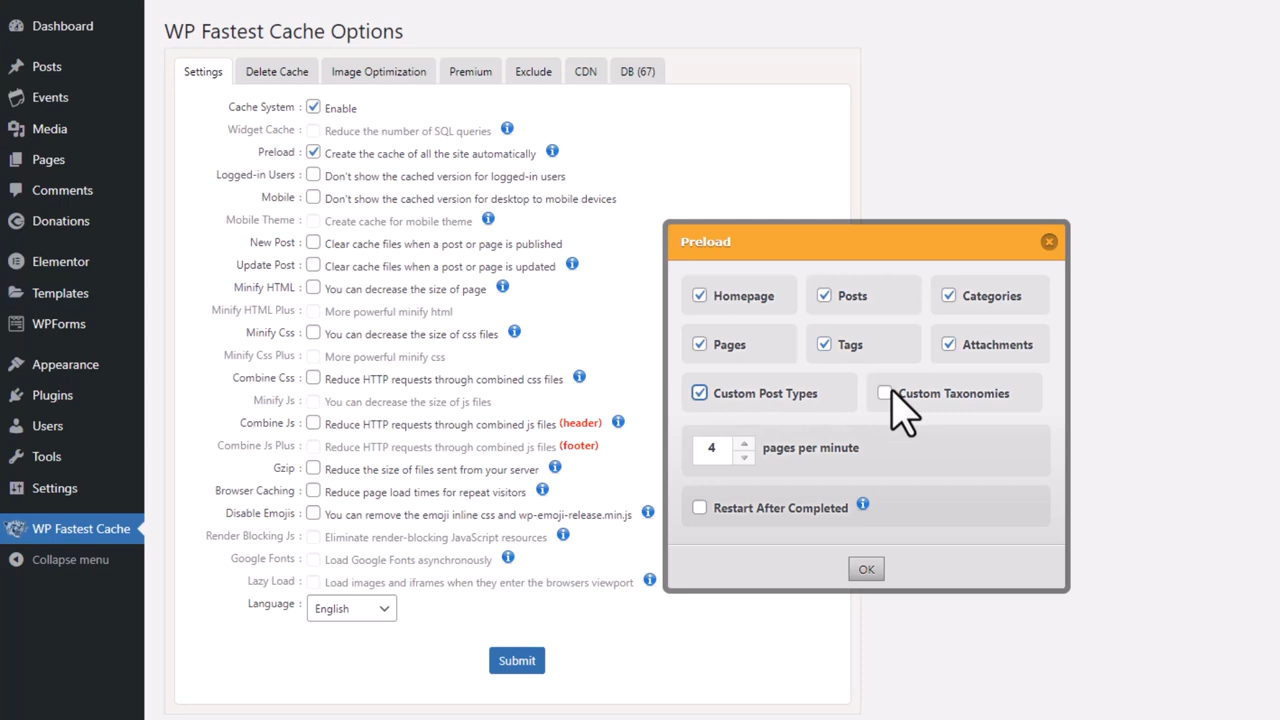 Dashboard
Posts
Events
Media
Pages
Comments
Donations
Elementor
Templates
WPForms
Appearance
Plugins
Users
Tools
Settings
WP Fastest Cache
Collapse menu
WP Fastest Cache Options
Settings Delete Cache Image Optimization Premium Exclude CDN DB (67)
Cache System : Enable
Widget Cache : Reduce the number of SQL queries
Preload : Create the cache of all the site automatically
Logged-in Users : Don't show the cached version for logged-in users
Mobile : Don't show the cached version for desktop to mobile devices
Mobile Theme : Create cache for mobile theme
New Post : Clear cache files when a post or page is published
Update Post : Clear cache files when a post or page is updated
Minify HTML : You can decrease the size of page
Minify HTML Plus : More powerful minify html
Minify Css : You can decrease the size of css files
Minify Css Plus : More powerful minify css
Combine Css : Reduce HTTP requests through combined css files
Minify Js : You can decrease the size of js files
Combine Js : Reduce HTTP requests through combined js files (header)
Combine Js Plus : Reduce HTTP requests through combined js files (footer)
Gzip : Reduce the size of files sent from your server
Browser Caching : Reduce page load times for repeat visitors
Disable Emojis : You can remove the emoji inline css and wp-emoji-release.min.js
Render Blocking Js : Eliminate render-blocking JavaScript resources
Google Fonts : Load Google Fonts asynchronously
Lazy Load : Load images and iframes when they enter the browsers viewport
Language : English
Submit
Preload
Homepage Posts Categories
Pages Tags Attachments
Custom Post Types Custom Taxonomies
4 pages per minute
Restart After Completed
OK